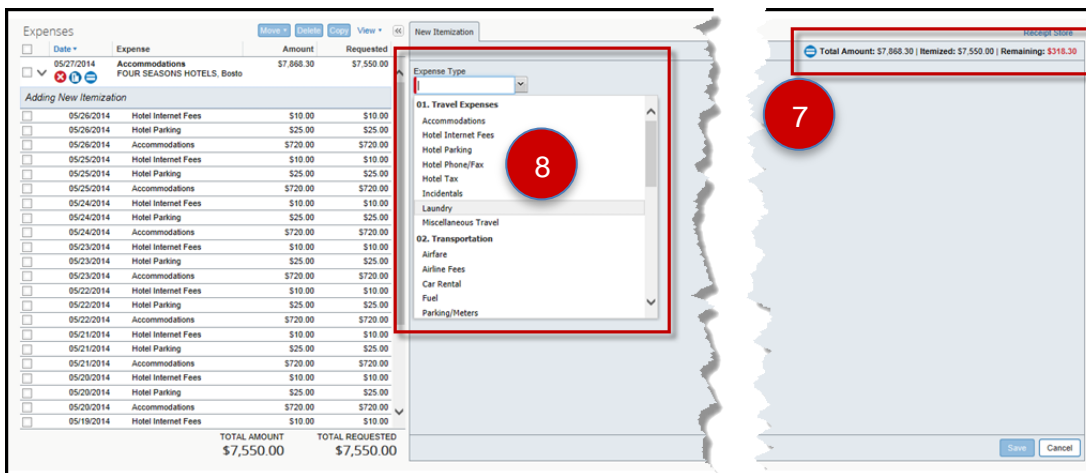 Expenses
Move Delete Copy View «
Date Expense Amount Requested
05/27/2014 Accommodations $7,868.30 $7,550.00
FOUR SEASONS HOTELS, Bosto
Adding New Itemization
05/26/2014 Hotel Internet Fees $10.00 $10.00
05/26/2014 Hotel Parking $25.00 $25.00
05/26/2014 Accommodations $720.00 $720.00
05/25/2014 Hotel Internet Fees $10.00 $10.00
05/25/2014 Hotel Parking $25.00 $25.00
05/25/2014 Accommodations $720.00 $720.00
05/24/2014 Hotel Internet Fees $10.00 $10.00
05/24/2014 Hotel Parking $25.00 $25.00
05/24/2014 Accommodations $720.00 $720.00
05/23/2014 Hotel Internet Fees $10.00 $10.00
05/23/2014 Hotel Parking $25.00 $25.00
05/23/2014 Accommodations $720.00 $720.00
05/22/2014 Hotel Internet Fees $10.00 $10.00
05/22/2014 Hotel Parking $25.00 $25.00
05/22/2014 Accommodations $720.00 $720.00
05/21/2014 Hotel Internet Fees $10.00 $10.00
05/21/2014 Hotel Parking $25.00 $25.00
05/21/2014 Accommodations $720.00 $720.00
05/20/2014 Hotel Internet Fees $10.00 $10.00
05/20/2014 Hotel Parking $25.00 $25.00
05/20/2014 Accommodations $720.00 $720.00
05/19/2014 Hotel Internet Fees $10.00 $10.00
TOTAL AMOUNT TOTAL REQUESTED
$7,550.00 $7,550.00
New Itemization
Expense Type
01. Travel Expenses
Accommodations
Hotel Internet Fees
Hotel Parking
Hotel Phone/Fax
Hotel Tax
Incidentals
Laundry
Miscellaneous Travel
02. Transportation
Airfare
Airline Fees
Car Rental
Fuel
Parking/Meters
8
Receipt Store
Total Amount: $7,868.30 | Itemized: $7,550.00 | Remaining: $318.30
7
Save Cancel